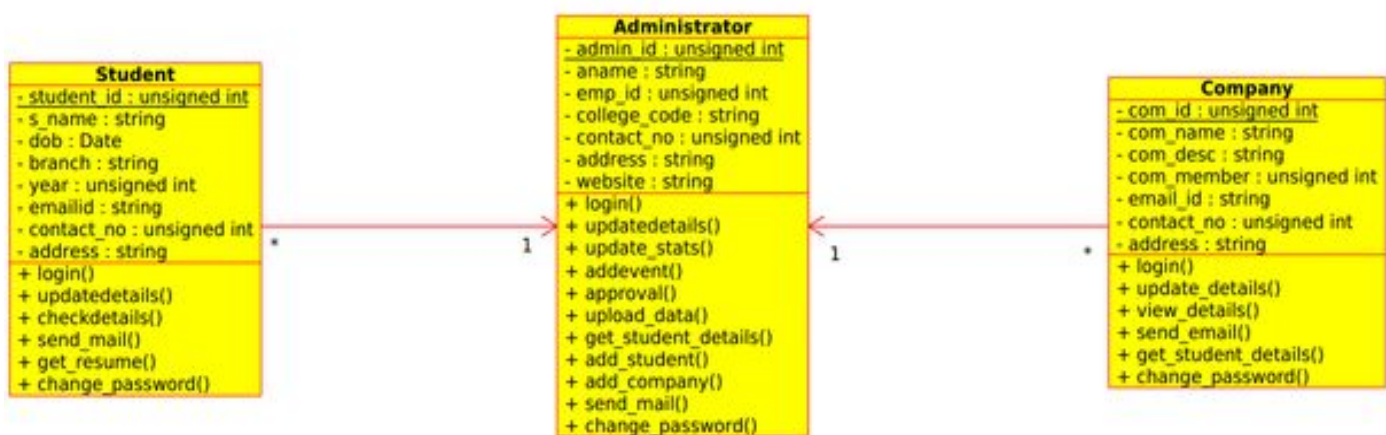 Student
- student_id : unsigned int
- s_name : string
- dob : Date
- branch : string
- year : unsigned int
- emailid : string
- contact_no : unsigned int
- address : string
+ login()
+ updatedetails()
+ checkdetails()
+ send_mail()
+ get_resume()
+ change_password()
*
1
Administrator
- admin_id : unsigned int
- aname : string
- emp_id : unsigned int
- college_code : string
- contact_no : unsigned int
- address : string
- website : string
+ login()
+ updatedetails()
+ update_stats()
+ addevent()
+ approval()
+ upload_data()
+ get_student_details()
+ add_student()
+ add_company()
+ send_mail()
+ change_password()
1
*
Company
- com_id : unsigned int
- com_name : string
- com_desc : string
- com_member : unsigned int
- email_id : string
- contact_no : unsigned int
- address : string
+ login()
+ update_details()
+ view_details()
+ send_email()
+ get_student_details()
+ change_password()